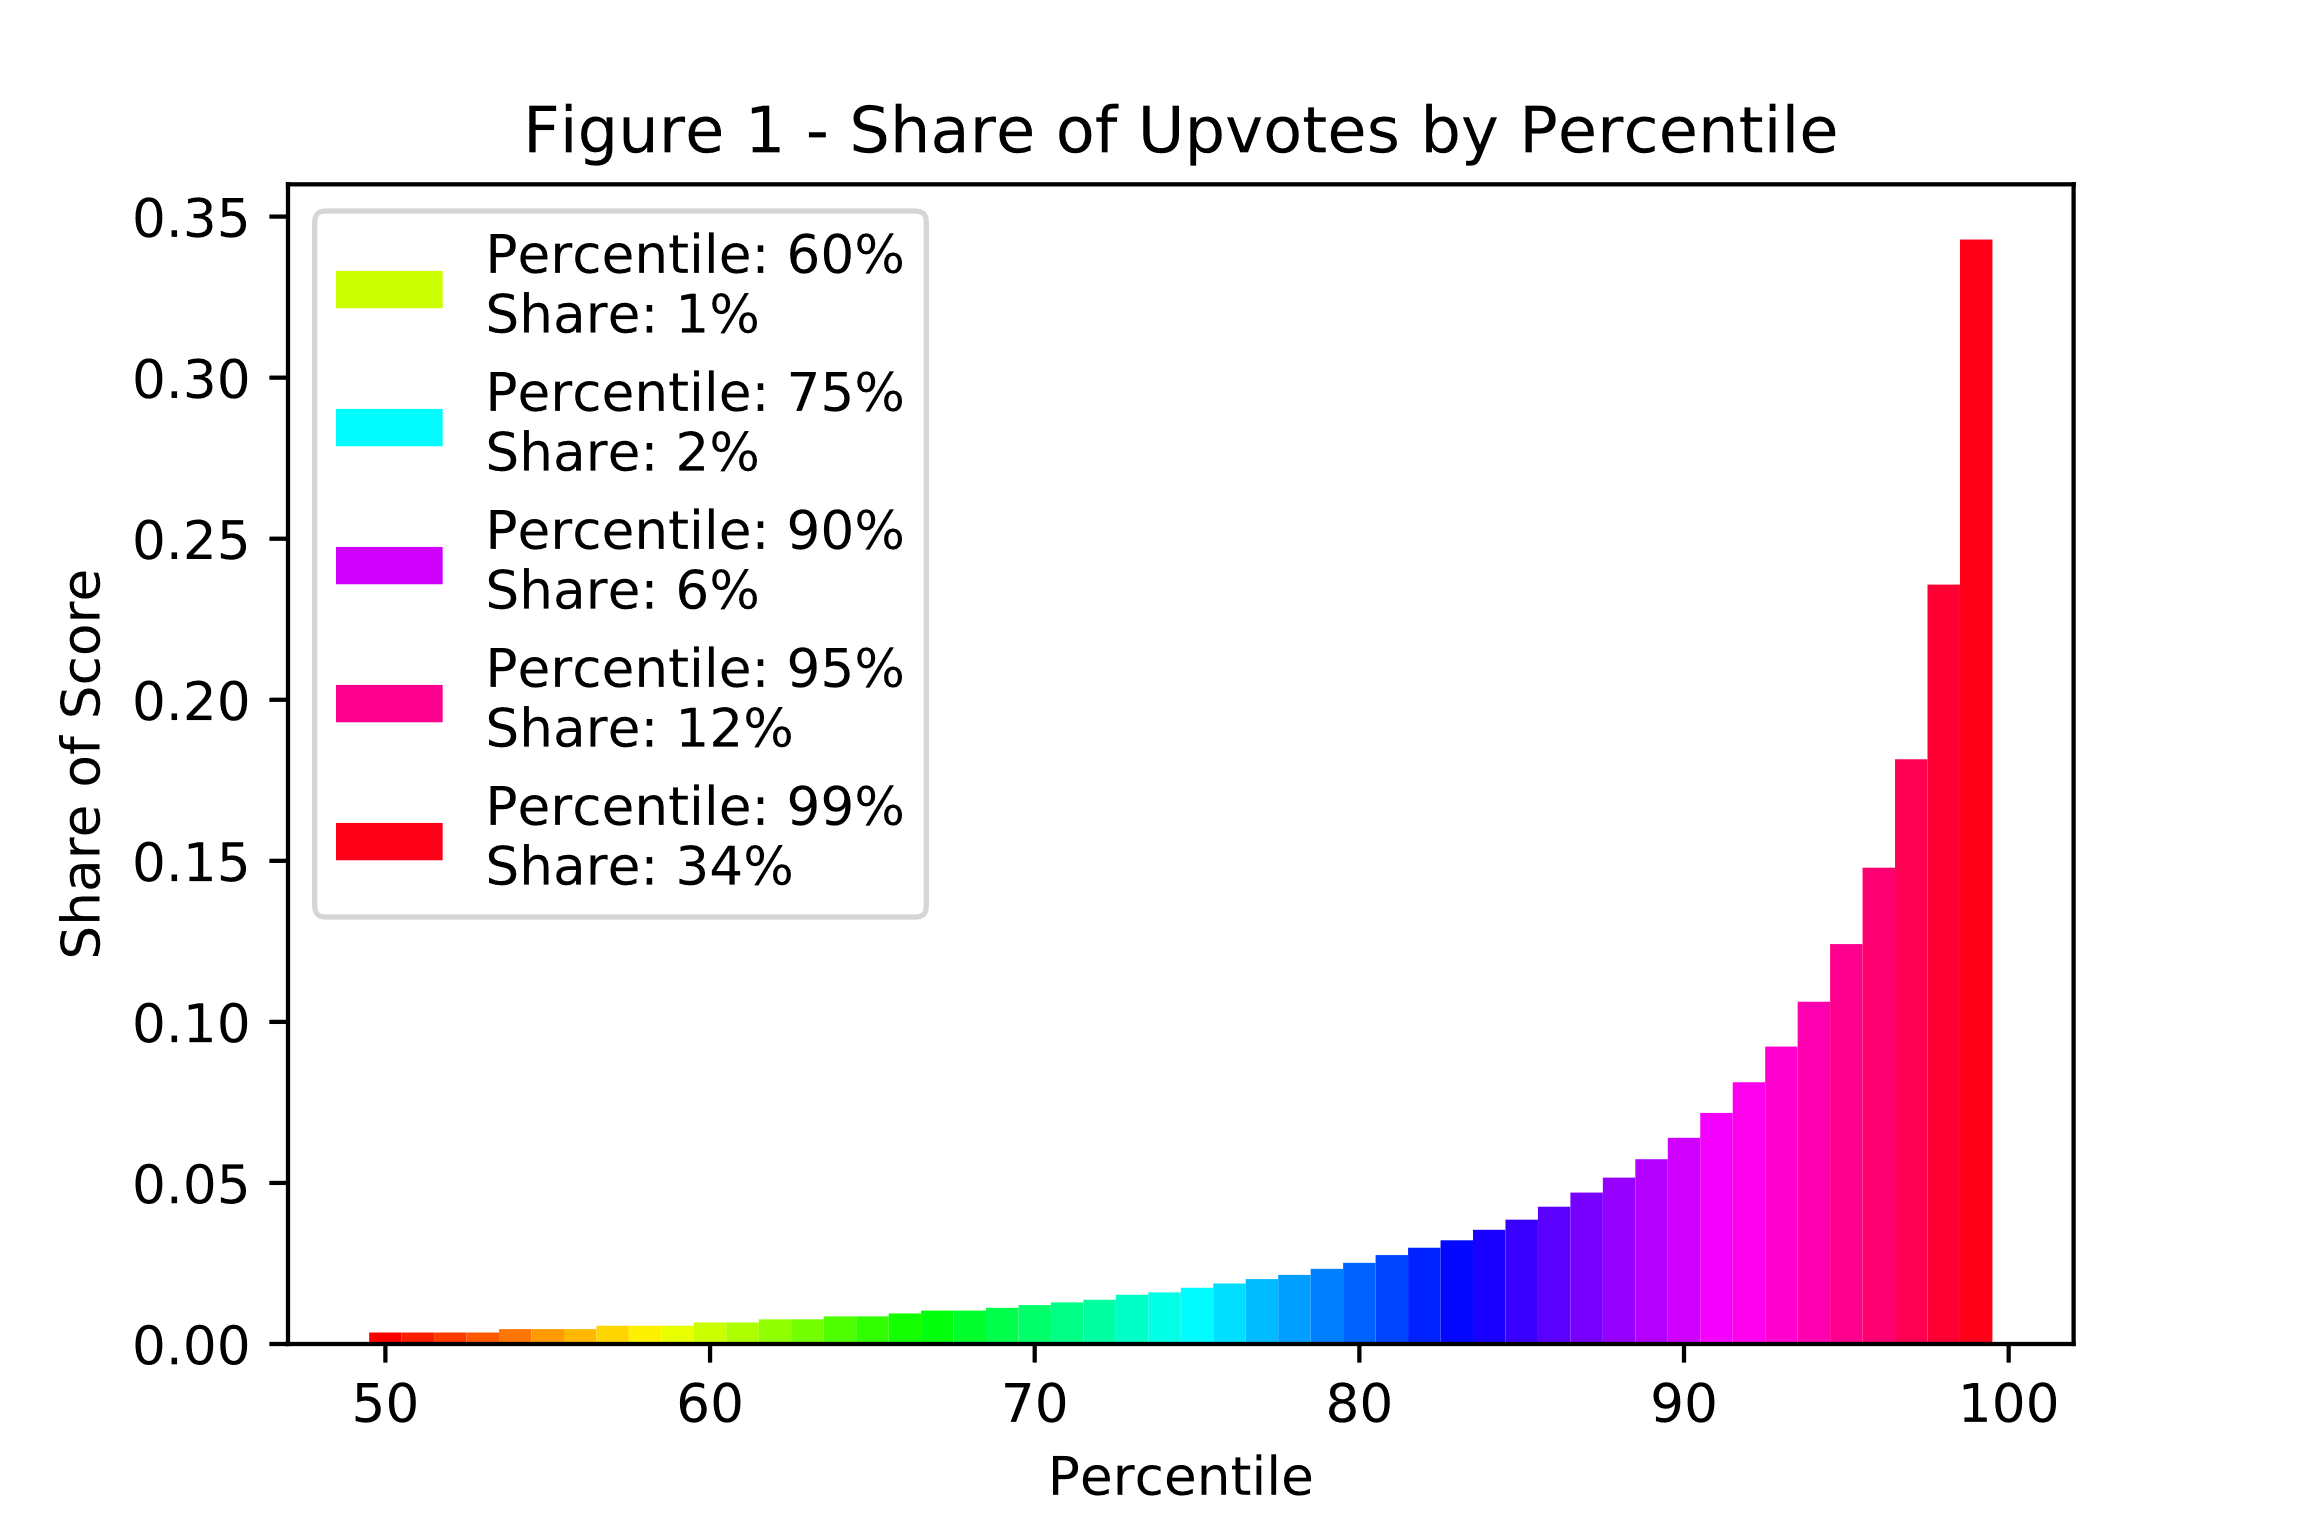 Figure 1 - Share of Upvotes by Percentile
0.35
0.30
0.25
0.20
0.15
0.10
0.05
0.00
Share of Score
Percentile: 60%
Share: 1%
Percentile: 75%
Share: 2%
Percentile: 90%
Share: 6%
Percentile: 95%
Share: 12%
Percentile: 99%
Share: 34%
50 60 70 80 90 100
Percentile